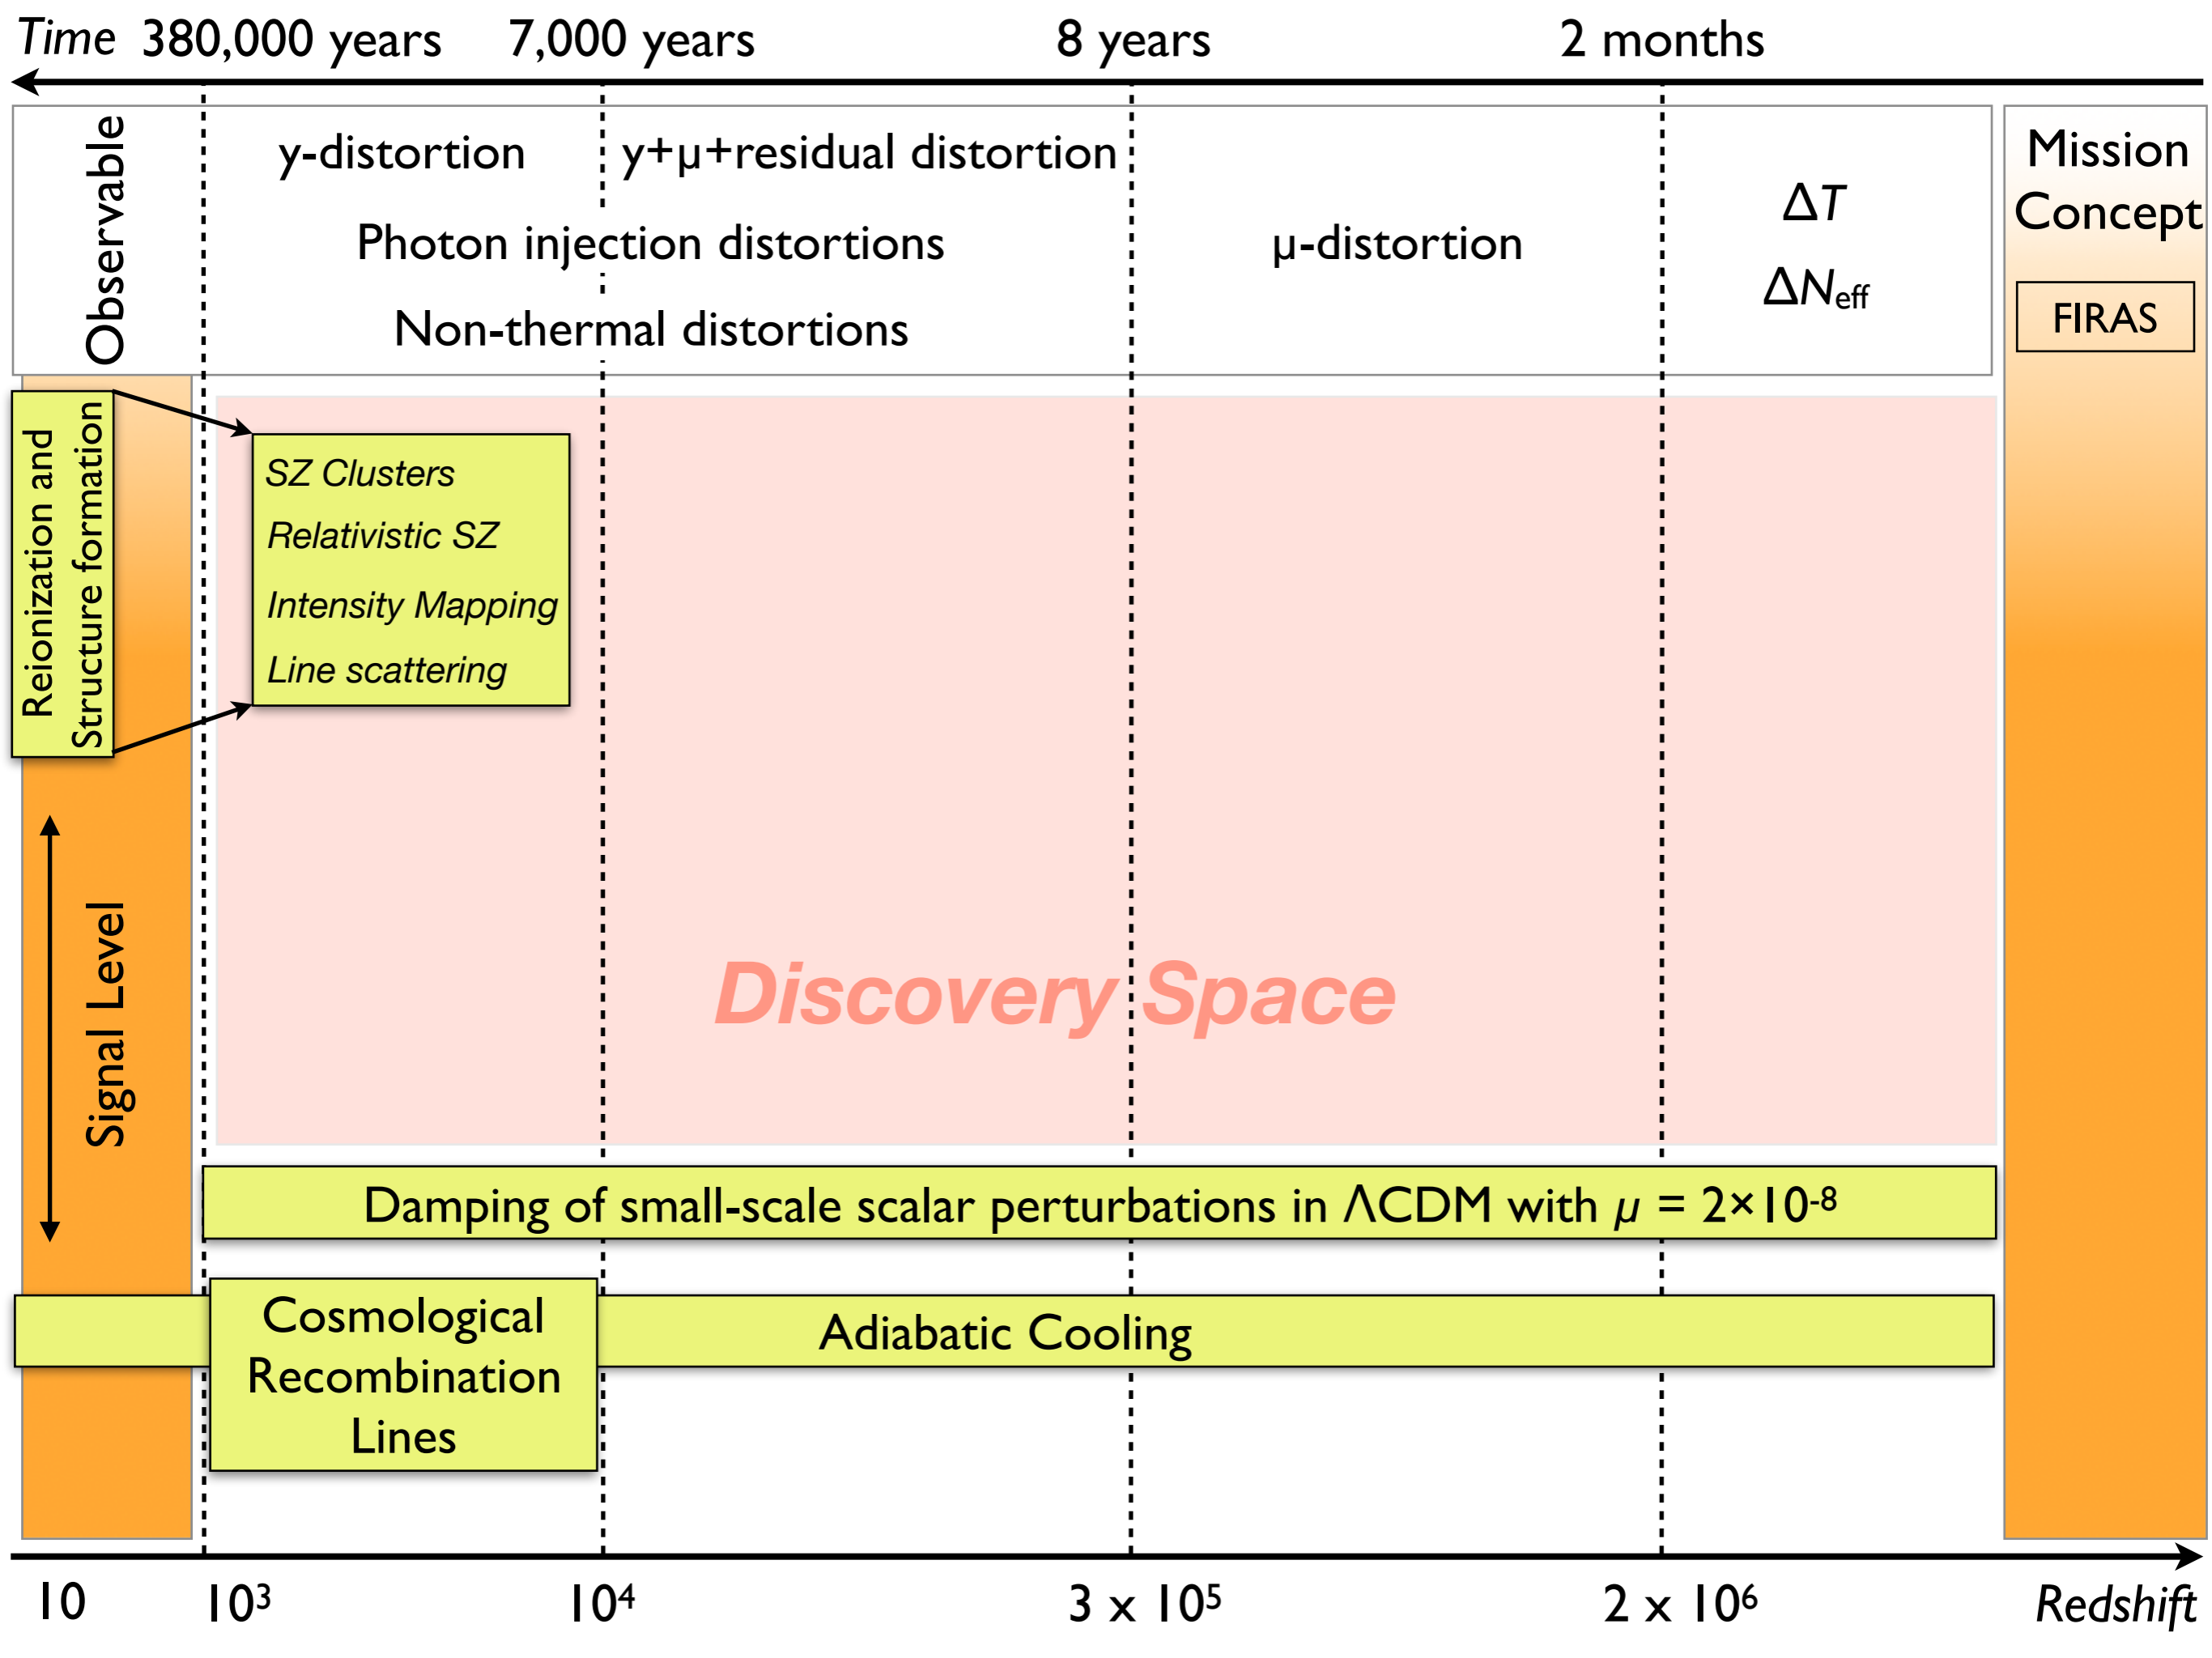 Time 380,000 years 7,000 years 8 years 2 months
Observable
y-distortion y+μ+residual distortion
Photon injection distortions
Non-thermal distortions
μ-distortion
ΔT
ΔNeff
Mission
Concept
FIRAS
Reionization and
Structure formation
SZ Clusters
Relativistic SZ
Intensity Mapping
Line scattering
Signal Level
Discovery Space
Damping of small-scale scalar perturbations in ΛCDM with μ = 2×10⁻⁸
Cosmological
Recombination
Lines
Adiabatic Cooling
10 10³ 10⁴ 3 x 10⁵ 2 x 10⁶ Redshift